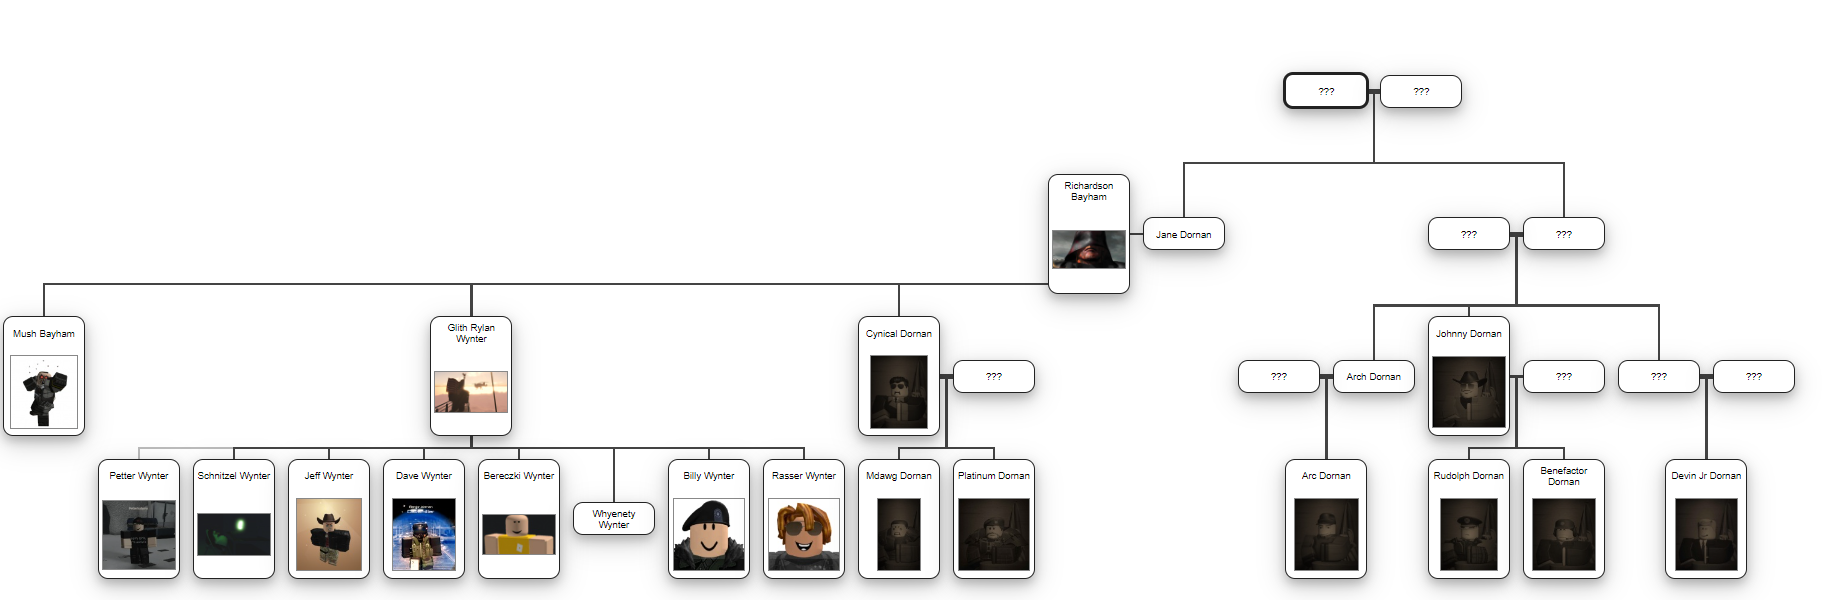 ???
???
Richardson
Bayham
Jane Dornan
???
???
Mush Bayham
Glith Rylan
Wynter
Cynical Dornan
???
???
Arch Dornan
Johnny Dornan
???
???
???
Petter Wynter
Schnitzel Wynter
Jeff Wynter
Dave Wynter
Bereczki Wynter
Whyenety
Wynter
Billy Wynter
Rasser Wynter
Mdawg Dornan
Platinum Dornan
Arc Dornan
Rudolph Dornan
Benefactor
Dornan
Devin Jr Dornan